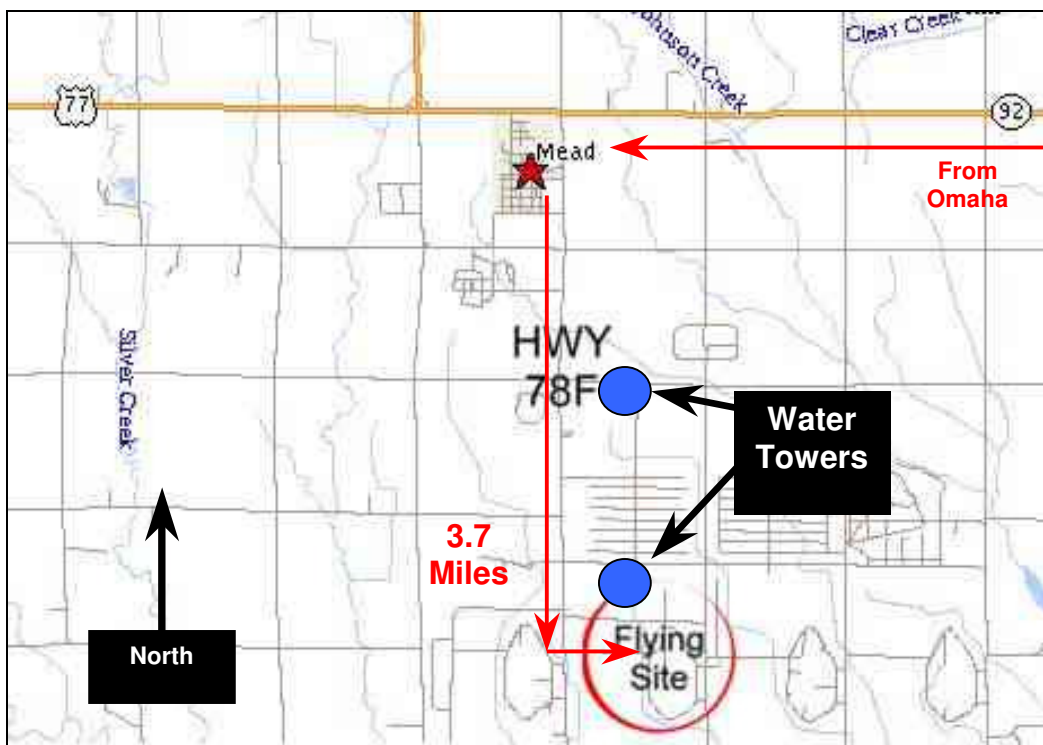 Johnson Creek
Clear Creek
77
92
Mead
From
Omaha
Silver Creek
HWY
78F
Water
Towers
3.7
Miles
North
Flying
Site